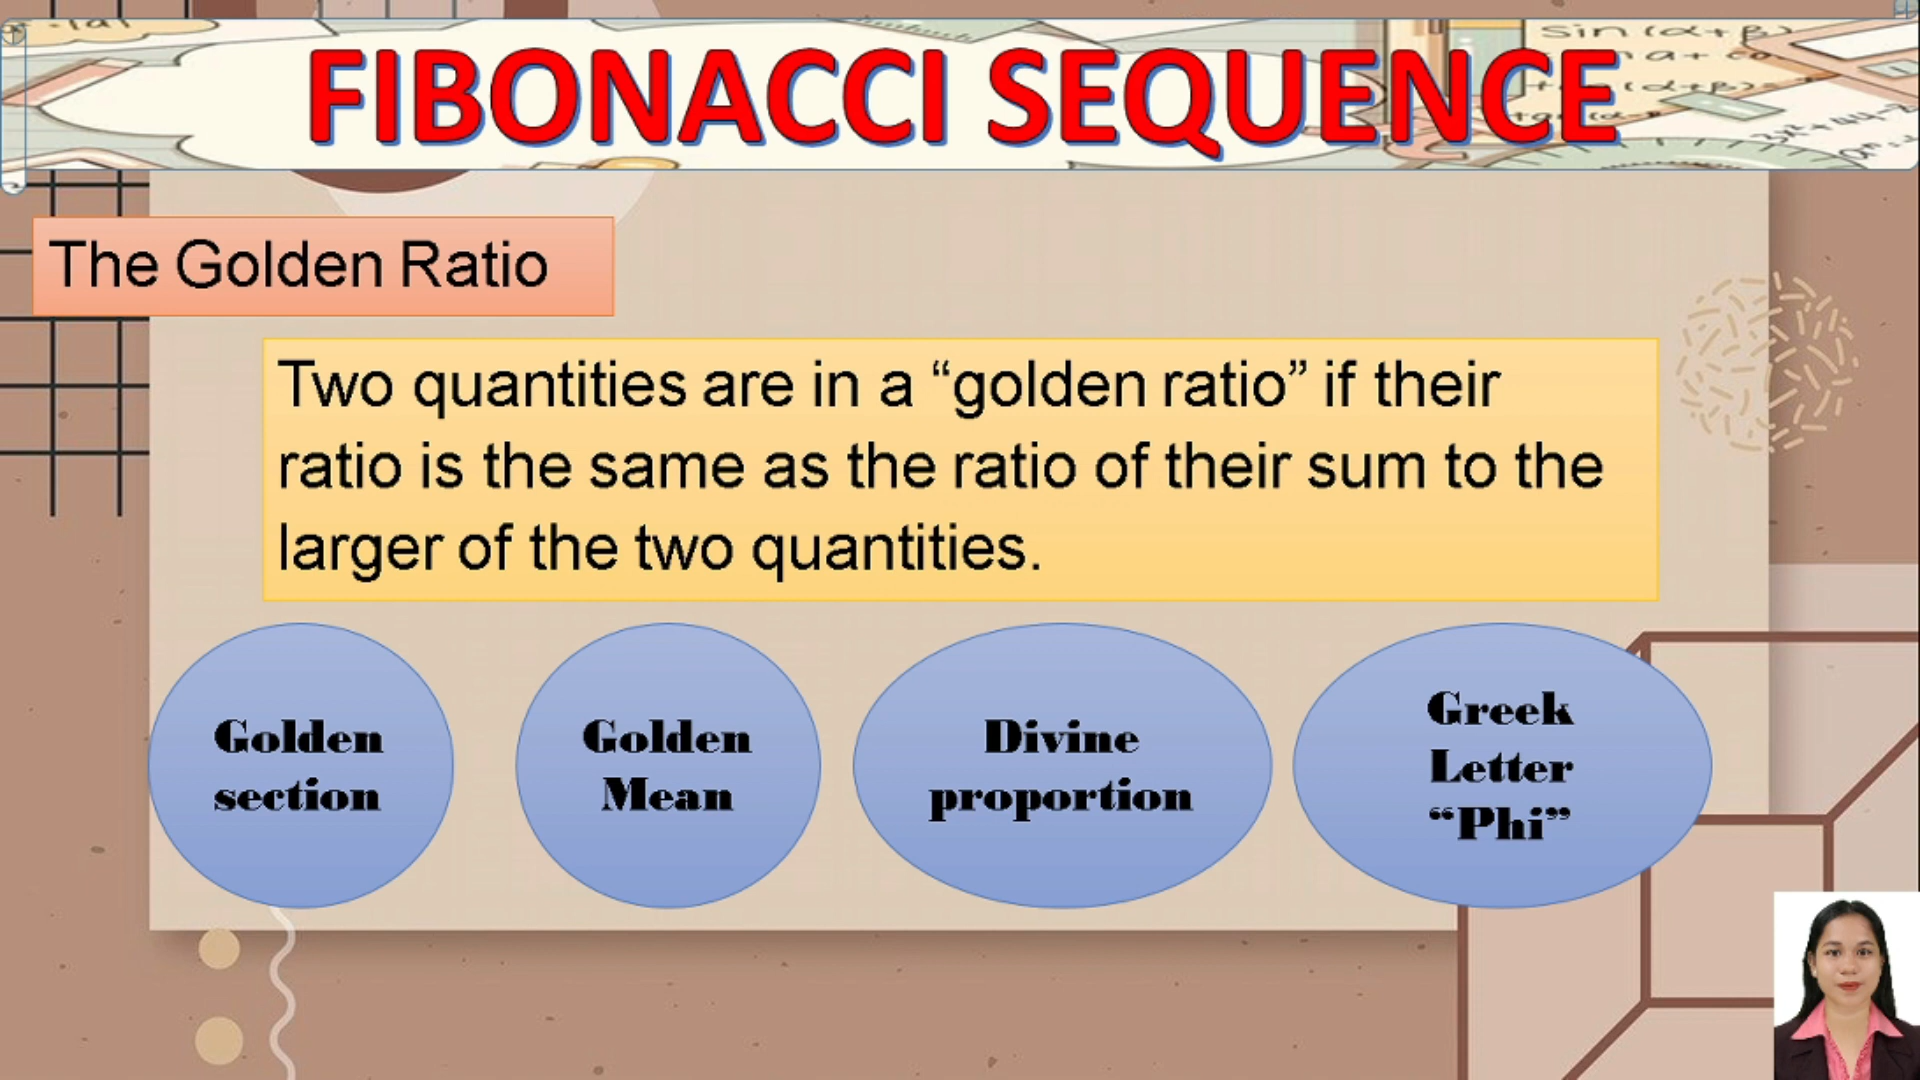 FIBONACCI SEQUENCE
The Golden Ratio
Two quantities are in a “golden ratio” if their
ratio is the same as the ratio of their sum to the
larger of the two quantities.
Golden
section
Golden
Mean
Divine
proportion
Greek
Letter
“Phi”